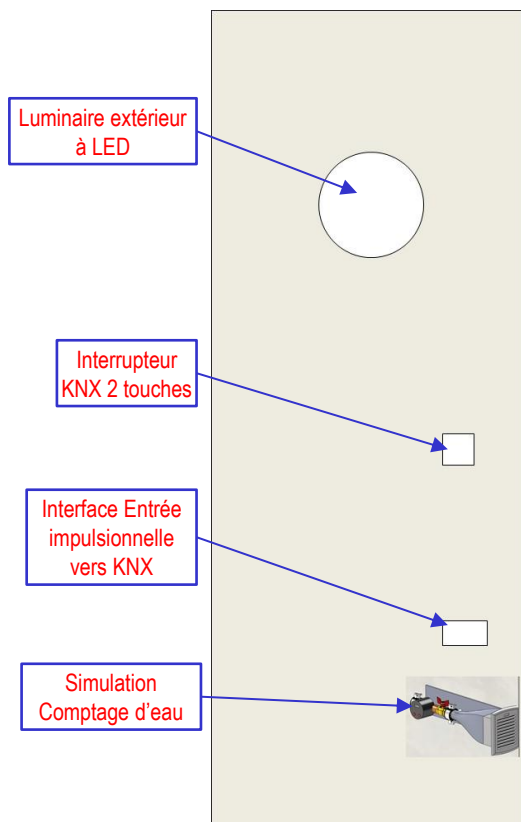 Luminaire extérieur
à LED
Interrupteur
KNX 2 touches
Interface Entrée
impulsionnelle
vers KNX
Simulation
Comptage d'eau